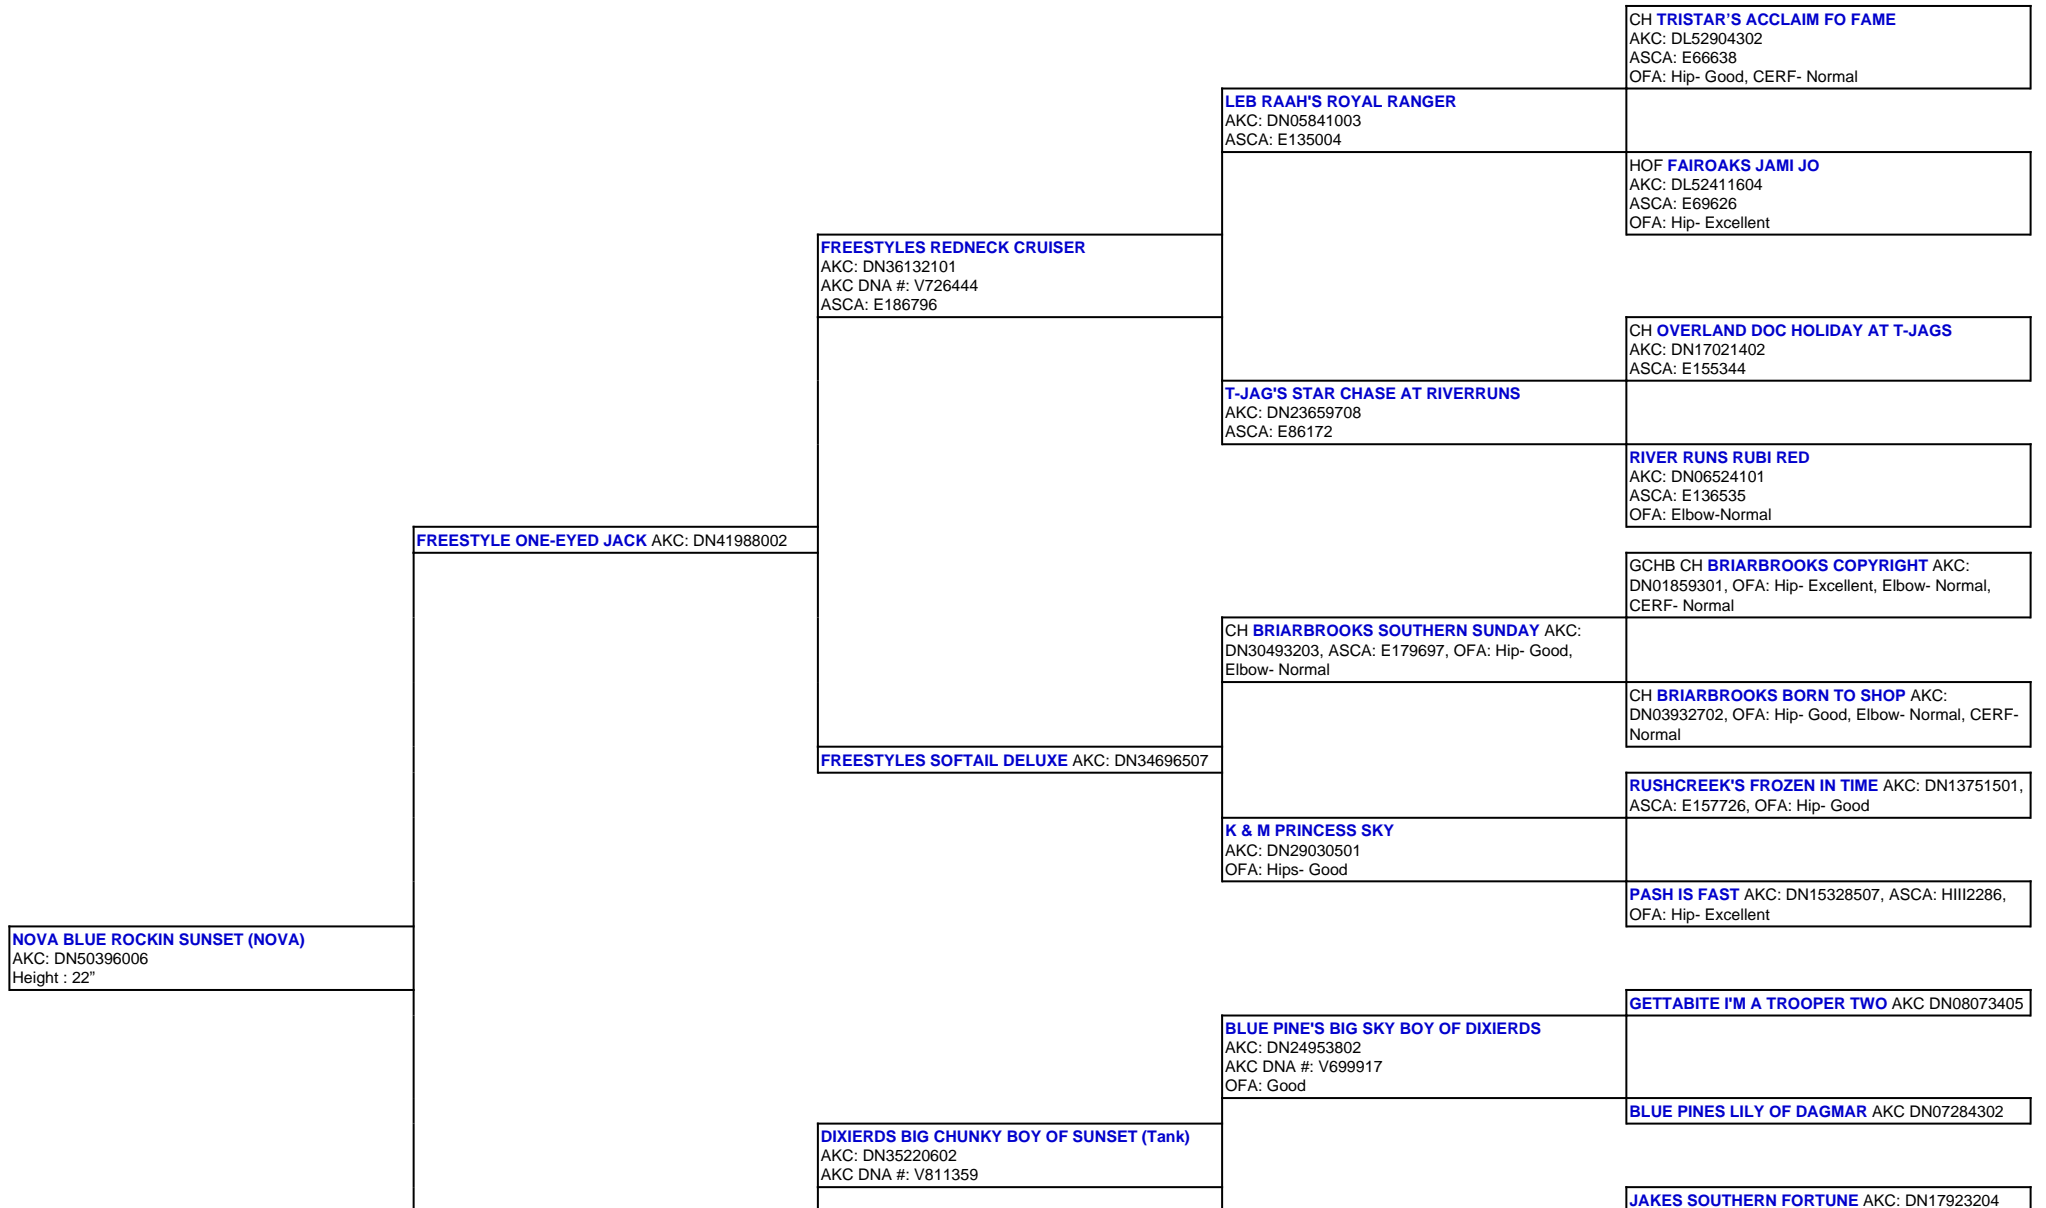 CH TRISTAR’S ACCLAIM FO FAME
AKC: DL52904302
ASCA: E66638
OFA: Hip- Good, CERF- Normal
LEB RAAH'S ROYAL RANGER
AKC: DN05841003
ASCA: E135004
HOF FAIROAKS JAMI JO
AKC: DL52411604
ASCA: E69626
OFA: Hip- Excellent
FREESTYLES REDNECK CRUISER
AKC: DN36132101
AKC DNA #: V726444
ASCA: E186796
CH OVERLAND DOC HOLIDAY AT T-JAGS
AKC: DN17021402
ASCA: E155344
T-JAG'S STAR CHASE AT RIVERRUNS
AKC: DN23659708
ASCA: E86172
RIVER RUNS RUBI RED
AKC: DN06524101
ASCA: E136535
OFA: Elbow-Normal
FREESTYLE ONE-EYED JACK AKC: DN41988002
GCHB CH BRIARBROOKS COPYRIGHT AKC:
DN01859301, OFA: Hip- Excellent, Elbow- Normal,
CERF- Normal
CH BRIARBROOKS SOUTHERN SUNDAY AKC:
DN30493203, ASCA: E179697, OFA: Hip- Good,
Elbow- Normal
CH BRIARBROOKS BORN TO SHOP AKC:
DN03932702, OFA: Hip- Good, Elbow- Normal, CERF-
Normal
FREESTYLES SOFTAIL DELUXE AKC: DN34696507
RUSHCREEK'S FROZEN IN TIME AKC: DN13751501,
ASCA: E157726, OFA: Hip- Good
K & M PRINCESS SKY
AKC: DN29030501
OFA: Hips- Good
PASH IS FAST AKC: DN15328507, ASCA: HIII2286,
OFA: Hip- Excellent
NOVA BLUE ROCKIN SUNSET (NOVA)
AKC: DN50396006
Height : 22”
GETTABITE I'M A TROOPER TWO AKC DN08073405
BLUE PINE'S BIG SKY BOY OF DIXIERDS
AKC: DN24953802
AKC DNA #: V699917
OFA: Good
BLUE PINES LILY OF DAGMAR AKC DN07284302
DIXIERDS BIG CHUNKY BOY OF SUNSET (Tank)
AKC: DN35220602
AKC DNA #: V811359
JAKES SOUTHERN FORTUNE AKC: DN17923204